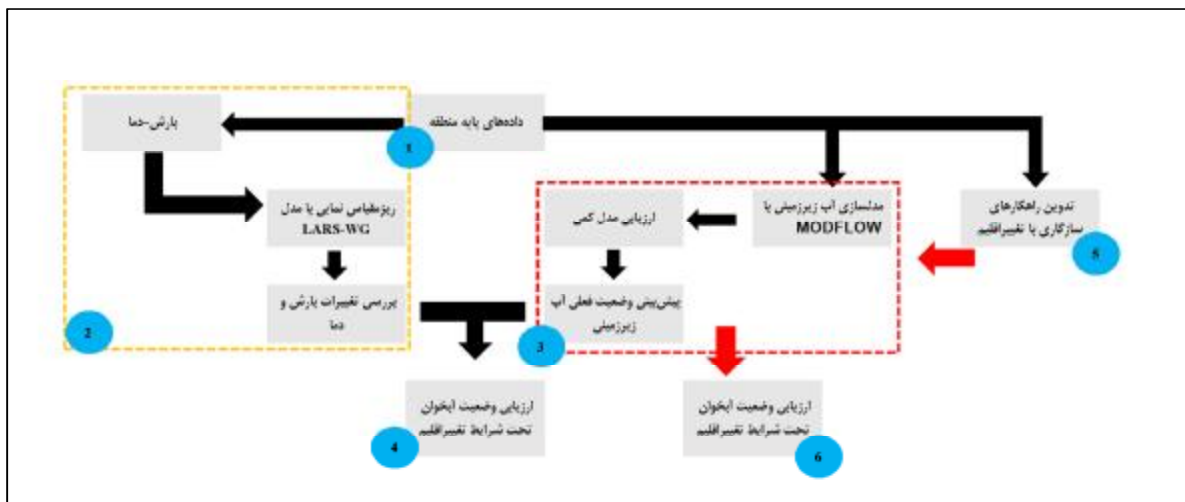 داده‌های پایه منطقه
1
بارش-دما
ریزمقیاس نمایی با مدل
LARS-WG
بررسی تغییرات بارش و
دما
2
مدلسازی آب زیرزمینی با
MODFLOW
ارزیابی مدل کمی
پیش‌بینی وضعیت فعلی آب
زیرزمینی
3
ارزیابی وضعیت آبخوان
تحت شرایط تغییراقلیم
4
تدوین راهکارهای
سازگاری با تغییراقلیم
5
ارزیابی وضعیت آبخوان
تحت شرایط تغییراقلیم
6